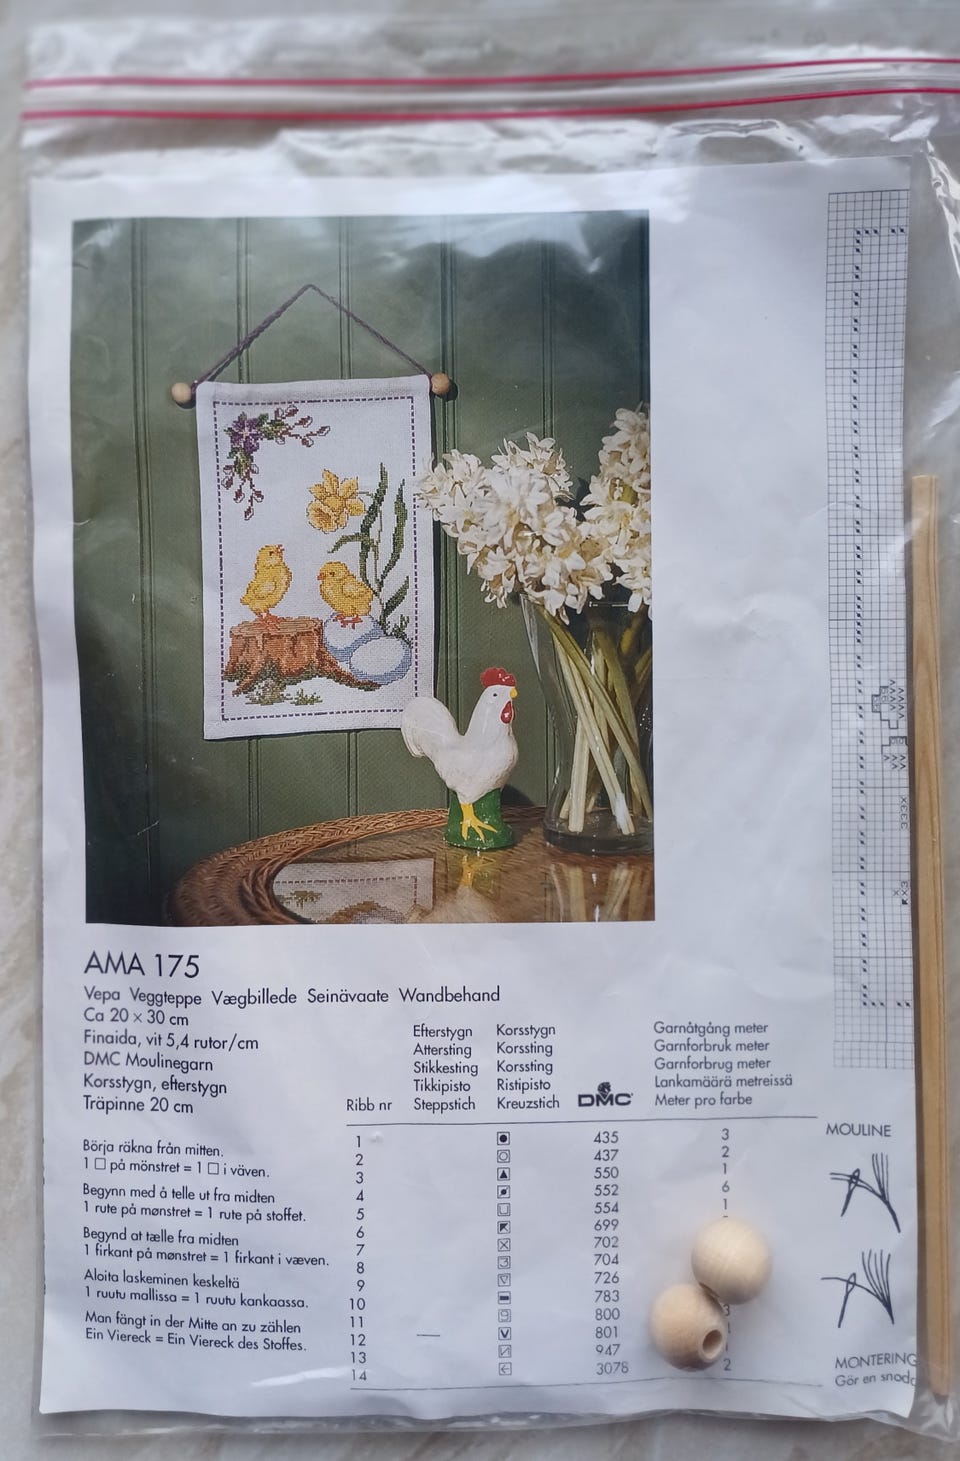 AMA 175
Vepa Veggteppe Vægbillede Seinävaate Wandbehand
Ca 20 × 30 cm
Finaida, vit 5,4 rutor/cm
DMC Moulinegarn
Korsstygn, efterstygn
Träpinne 20 cm
Börja räkna från mitten.
1 □ på mönstret = 1 □ i väven.
Begynn med å telle ut fra midten
1 rute på mønstret = 1 rute på stoffet.
Begynd at tælle fra midten
1 firkant på mønstret = 1 firkant i væven.
Aloita laskeminen keskeltä
1 ruutu mallissa = 1 ruutu kankaassa.
Man fängt in der Mitte an zu zählen
Ein Viereck = Ein Viereck des Stoffes.
Ribb nr
Efterstygn
Attersting
Stikkesting
Tikkipisto
Steppstich
Korsstygn
Korssting
Korssting
Ristipisto
Kreuzstich
DMC
Garnåtgång meter
Garnforbruk meter
Garnforbrug meter
Lankamäärä metreissä
Meter pro farbe
1 435 3
2 437 2
3 550 1
4 552 6
5 554 1
6 699
7 702
8 704
9 726
10 783
11 800 3
12 — 801 1
13 947
14 3078 2
MOULINE
MONTERING
Gör en snodd